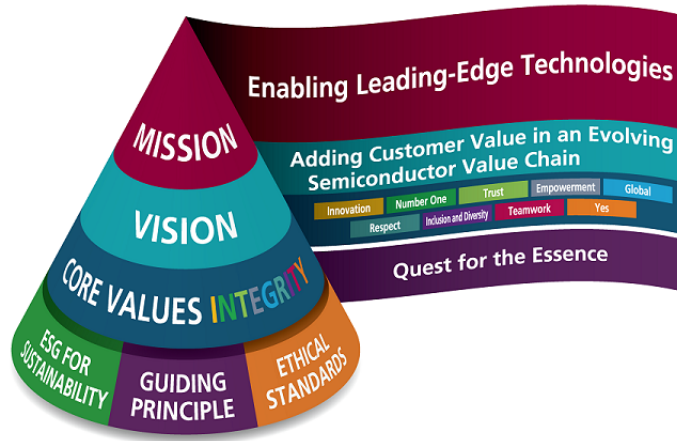 Enabling Leading-Edge Technologies
MISSION
Adding Customer Value in an Evolving
Semiconductor Value Chain
VISION
Innovation Number One Trust Empowerment Global
Respect Inclusion and Diversity Teamwork Yes
CORE VALUES INTEGRITY
Quest for the Essence
ESG FOR
SUSTAINABILITY
GUIDING
PRINCIPLE
ETHICAL
STANDARDS